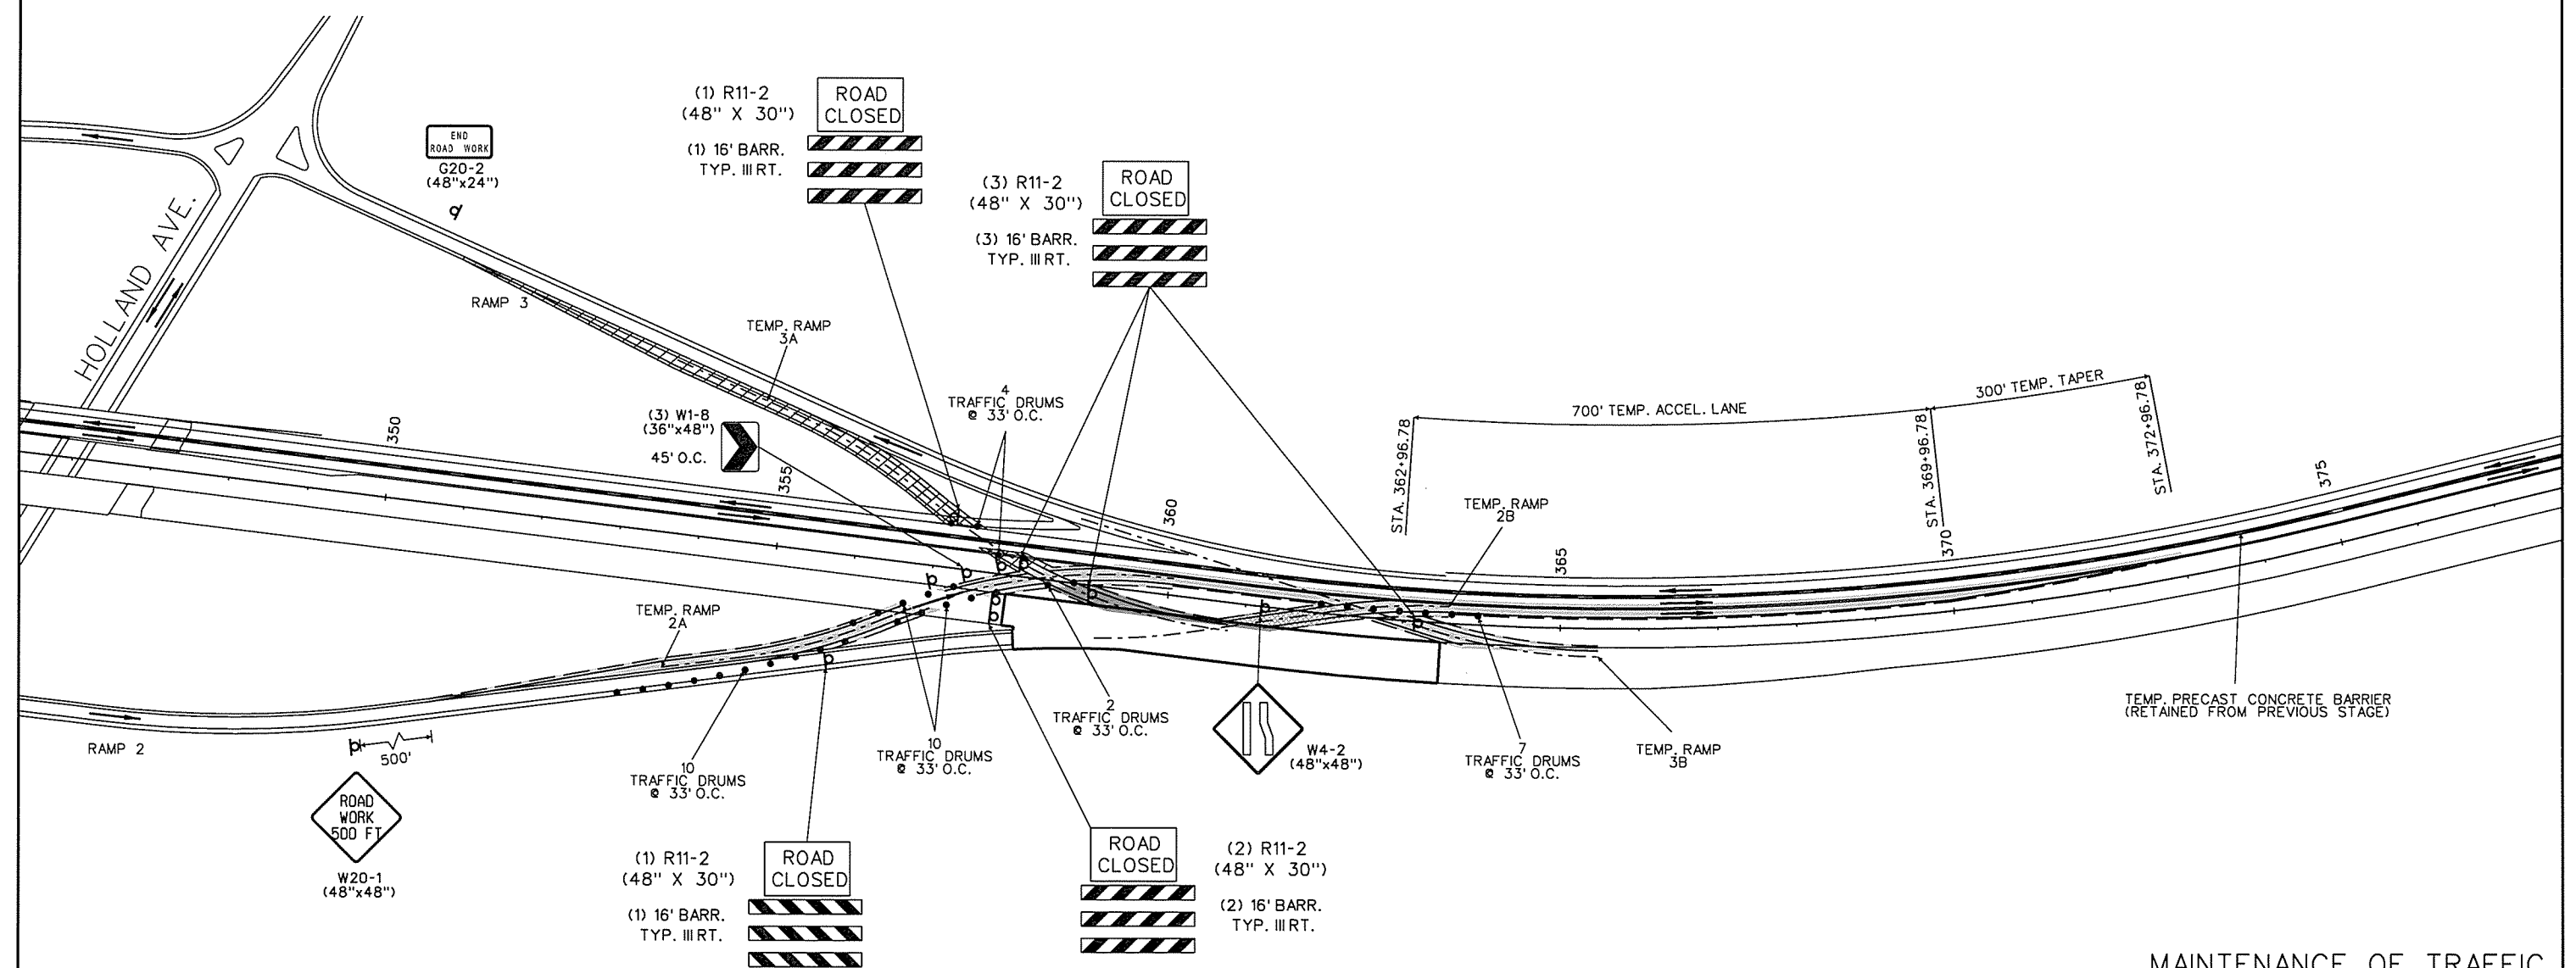 (1) R11-2
(48" X 30")
ROAD
CLOSED
(1) 16' BARR.
TYP. III RT.
(3) R11-2
(48" X 30")
ROAD
CLOSED
(3) 16' BARR.
TYP. III RT.
END
ROAD WORK
G20-2
(48"x24")
HOLLAND AVE.
RAMP 3
TEMP. RAMP
3A
(3) W1-8
(36"x48")
45' O.C.
4
TRAFFIC DRUMS
@ 33' O.C.
700' TEMP. ACCEL. LANE
300' TEMP. TAPER
STA. 362+96.78
STA. 369+96.78
STA. 372+96.78
350
355
360
365
370
375
TEMP. RAMP
2B
TEMP. RAMP
2A
RAMP 2
500'
ROAD
WORK
500 FT
W20-1
(48"x48")
10
TRAFFIC DRUMS
@ 33' O.C.
10
TRAFFIC DRUMS
@ 33' O.C.
2
TRAFFIC DRUMS
@ 33' O.C.
W4-2
(48"x48")
7
TRAFFIC DRUMS
@ 33' O.C.
TEMP. RAMP
3B
TEMP. PRECAST CONCRETE BARRIER
(RETAINED FROM PREVIOUS STAGE)
(1) R11-2
(48" X 30")
ROAD
CLOSED
(1) 16' BARR.
TYP. III RT.
ROAD
CLOSED
(2) R11-2
(48" X 30")
(2) 16' BARR.
TYP. III RT.
MAINTENANCE OF TRAFFIC